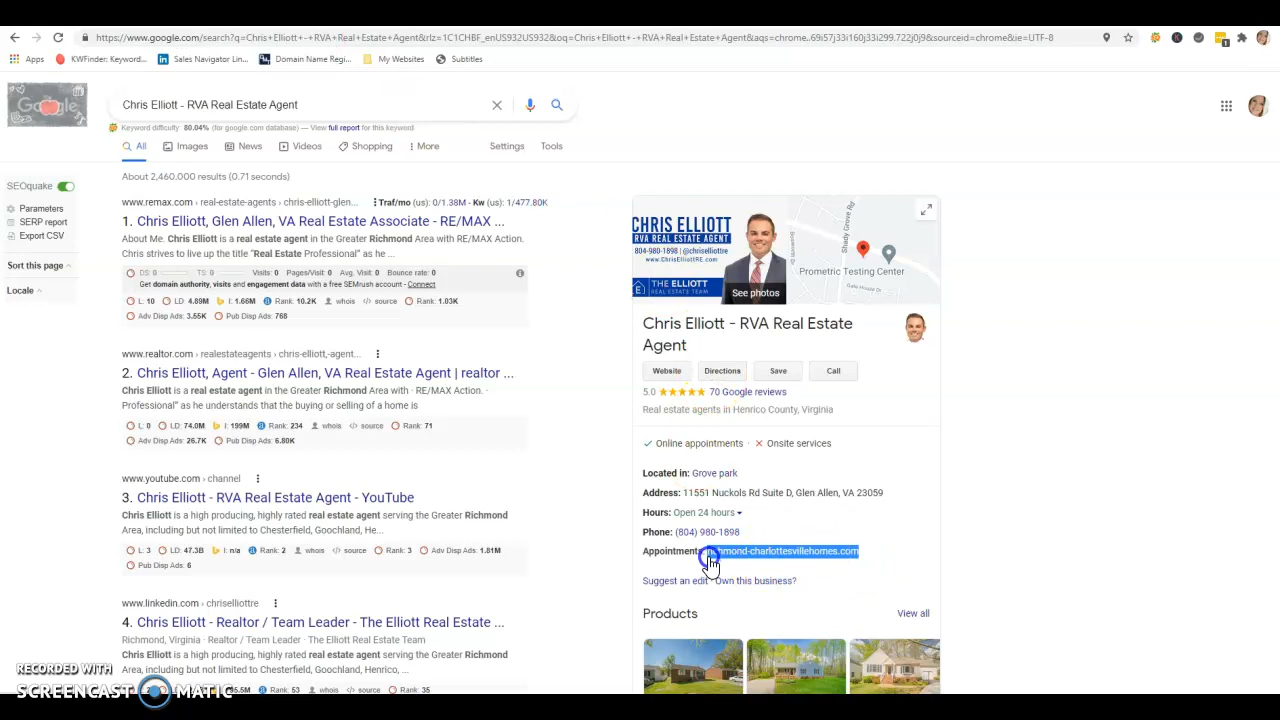 https://www.google.com/search?q=Chris+Elliott+-+RVA+Real+Estate+Agent&rlz=1C1CHBF_enUS932US932&oq=Chris+Elliott+-+RVA+Real+Estate+Agent&aqs=chrome..69i57j33i160j33i299.722j0j9&sourceid=chrome&ie=UTF-8
Apps KWFinder: Keyword... Sales Navigator Lin... Domain Name Regi... My Websites Subtitles
Google Chris Elliott - RVA Real Estate Agent
Keyword difficulty: 80.04% (for google.com database) — View full report for this keyword
All Images News Videos Shopping More Settings Tools
About 2,460,000 results (0.71 seconds)
SEOquake
Parameters
SERP report
Export CSV
Sort this page
Locale
www.remax.com › real-estate-agents › chris-elliott-glen... Traf/mo (us): 0/1.38M - Kw (us): 1/477.80K
1. Chris Elliott, Glen Allen, VA Real Estate Associate - RE/MAX ...
About Me. Chris Elliott is a real estate agent in the Greater Richmond Area with RE/MAX Action.
Chris strives to live up to the title "Real Estate Professional" as he ...
DS: 0 TS: 0 Visits: 0 Pages/Visit: 0 Avg. Visit: 0 Bounce rate: 0
Get domain authority, visits and engagement data with a free SEMrush account - Connect
L: 10 LD: 4.89M I: 1.66M Rank: 10.2K whois source Rank: 1.03K
Adv Disp Ads: 3.55K Pub Disp Ads: 768
www.realtor.com › realestateagents › chris-elliott,-agent...
2. Chris Elliott, Agent - Glen Allen, VA Real Estate Agent | realtor ...
Chris Elliott is a real estate agent in the Greater Richmond Area with · RE/MAX Action. ·
Professional" as he understands that the buying or selling of a home is
L: 0 LD: 74.0M I: 199M Rank: 234 whois source Rank: 71
Adv Disp Ads: 26.7K Pub Disp Ads: 6.80K
www.youtube.com › channel
3. Chris Elliott - RVA Real Estate Agent - YouTube
Chris Elliott is a high producing, highly rated real estate agent serving the Greater Richmond
Area, including but not limited to Chesterfield, Goochland, He...
L: 3 LD: 47.3B I: n/a Rank: 2 whois source Rank: 3 Adv Disp Ads: 1.81M
Pub Disp Ads: 6
www.linkedin.com › chriselliottre
4. Chris Elliott - Realtor / Team Leader - The Elliott Real Estate ...
Richmond, Virginia · Realtor / Team Leader · The Elliott Real Estate Team
Chris Elliott is a high producing, highly rated real estate agent serving the Greater Richmond
Area, including but not limited to Chesterfield, Goochland, Henrico, ...
Rank: 53 whois source Rank: 35
RECORDED WITH
SCREENCAST MATIC
CHRIS ELLIOTT
RVA REAL ESTATE AGENT
804-980-1898 | @chriselliottre
www.ChrisElliottRE.com
THE ELLIOTT
REAL ESTATE TEAM
See photos
Shady Grove Rd
Prometric Testing Center
Gate House Dr
Chris Elliott - RVA Real Estate
Agent
Website Directions Save Call
5.0 70 Google reviews
Real estate agents in Henrico County, Virginia
Online appointments · Onsite services
Located in: Grove park
Address: 11551 Nuckols Rd Suite D, Glen Allen, VA 23059
Hours: Open 24 hours
Phone: (804) 980-1898
Appointments: richmond-charlottesvillehomes.com
Suggest an edit · Own this business?
Products View all